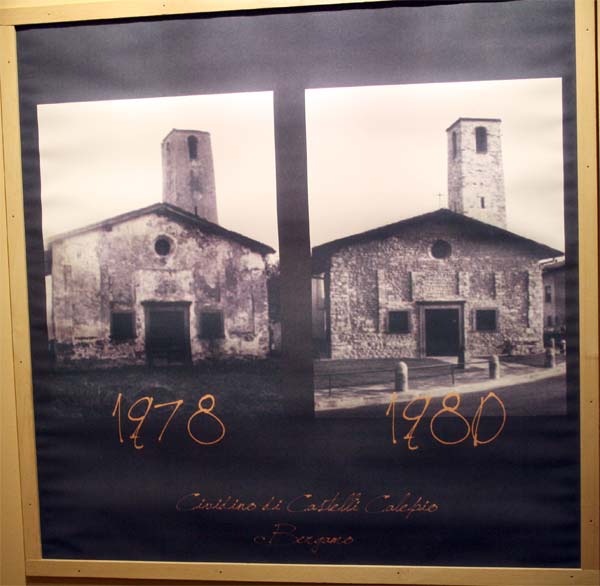 1978 1980
Cividino di Castelli Calepio
Bergamo